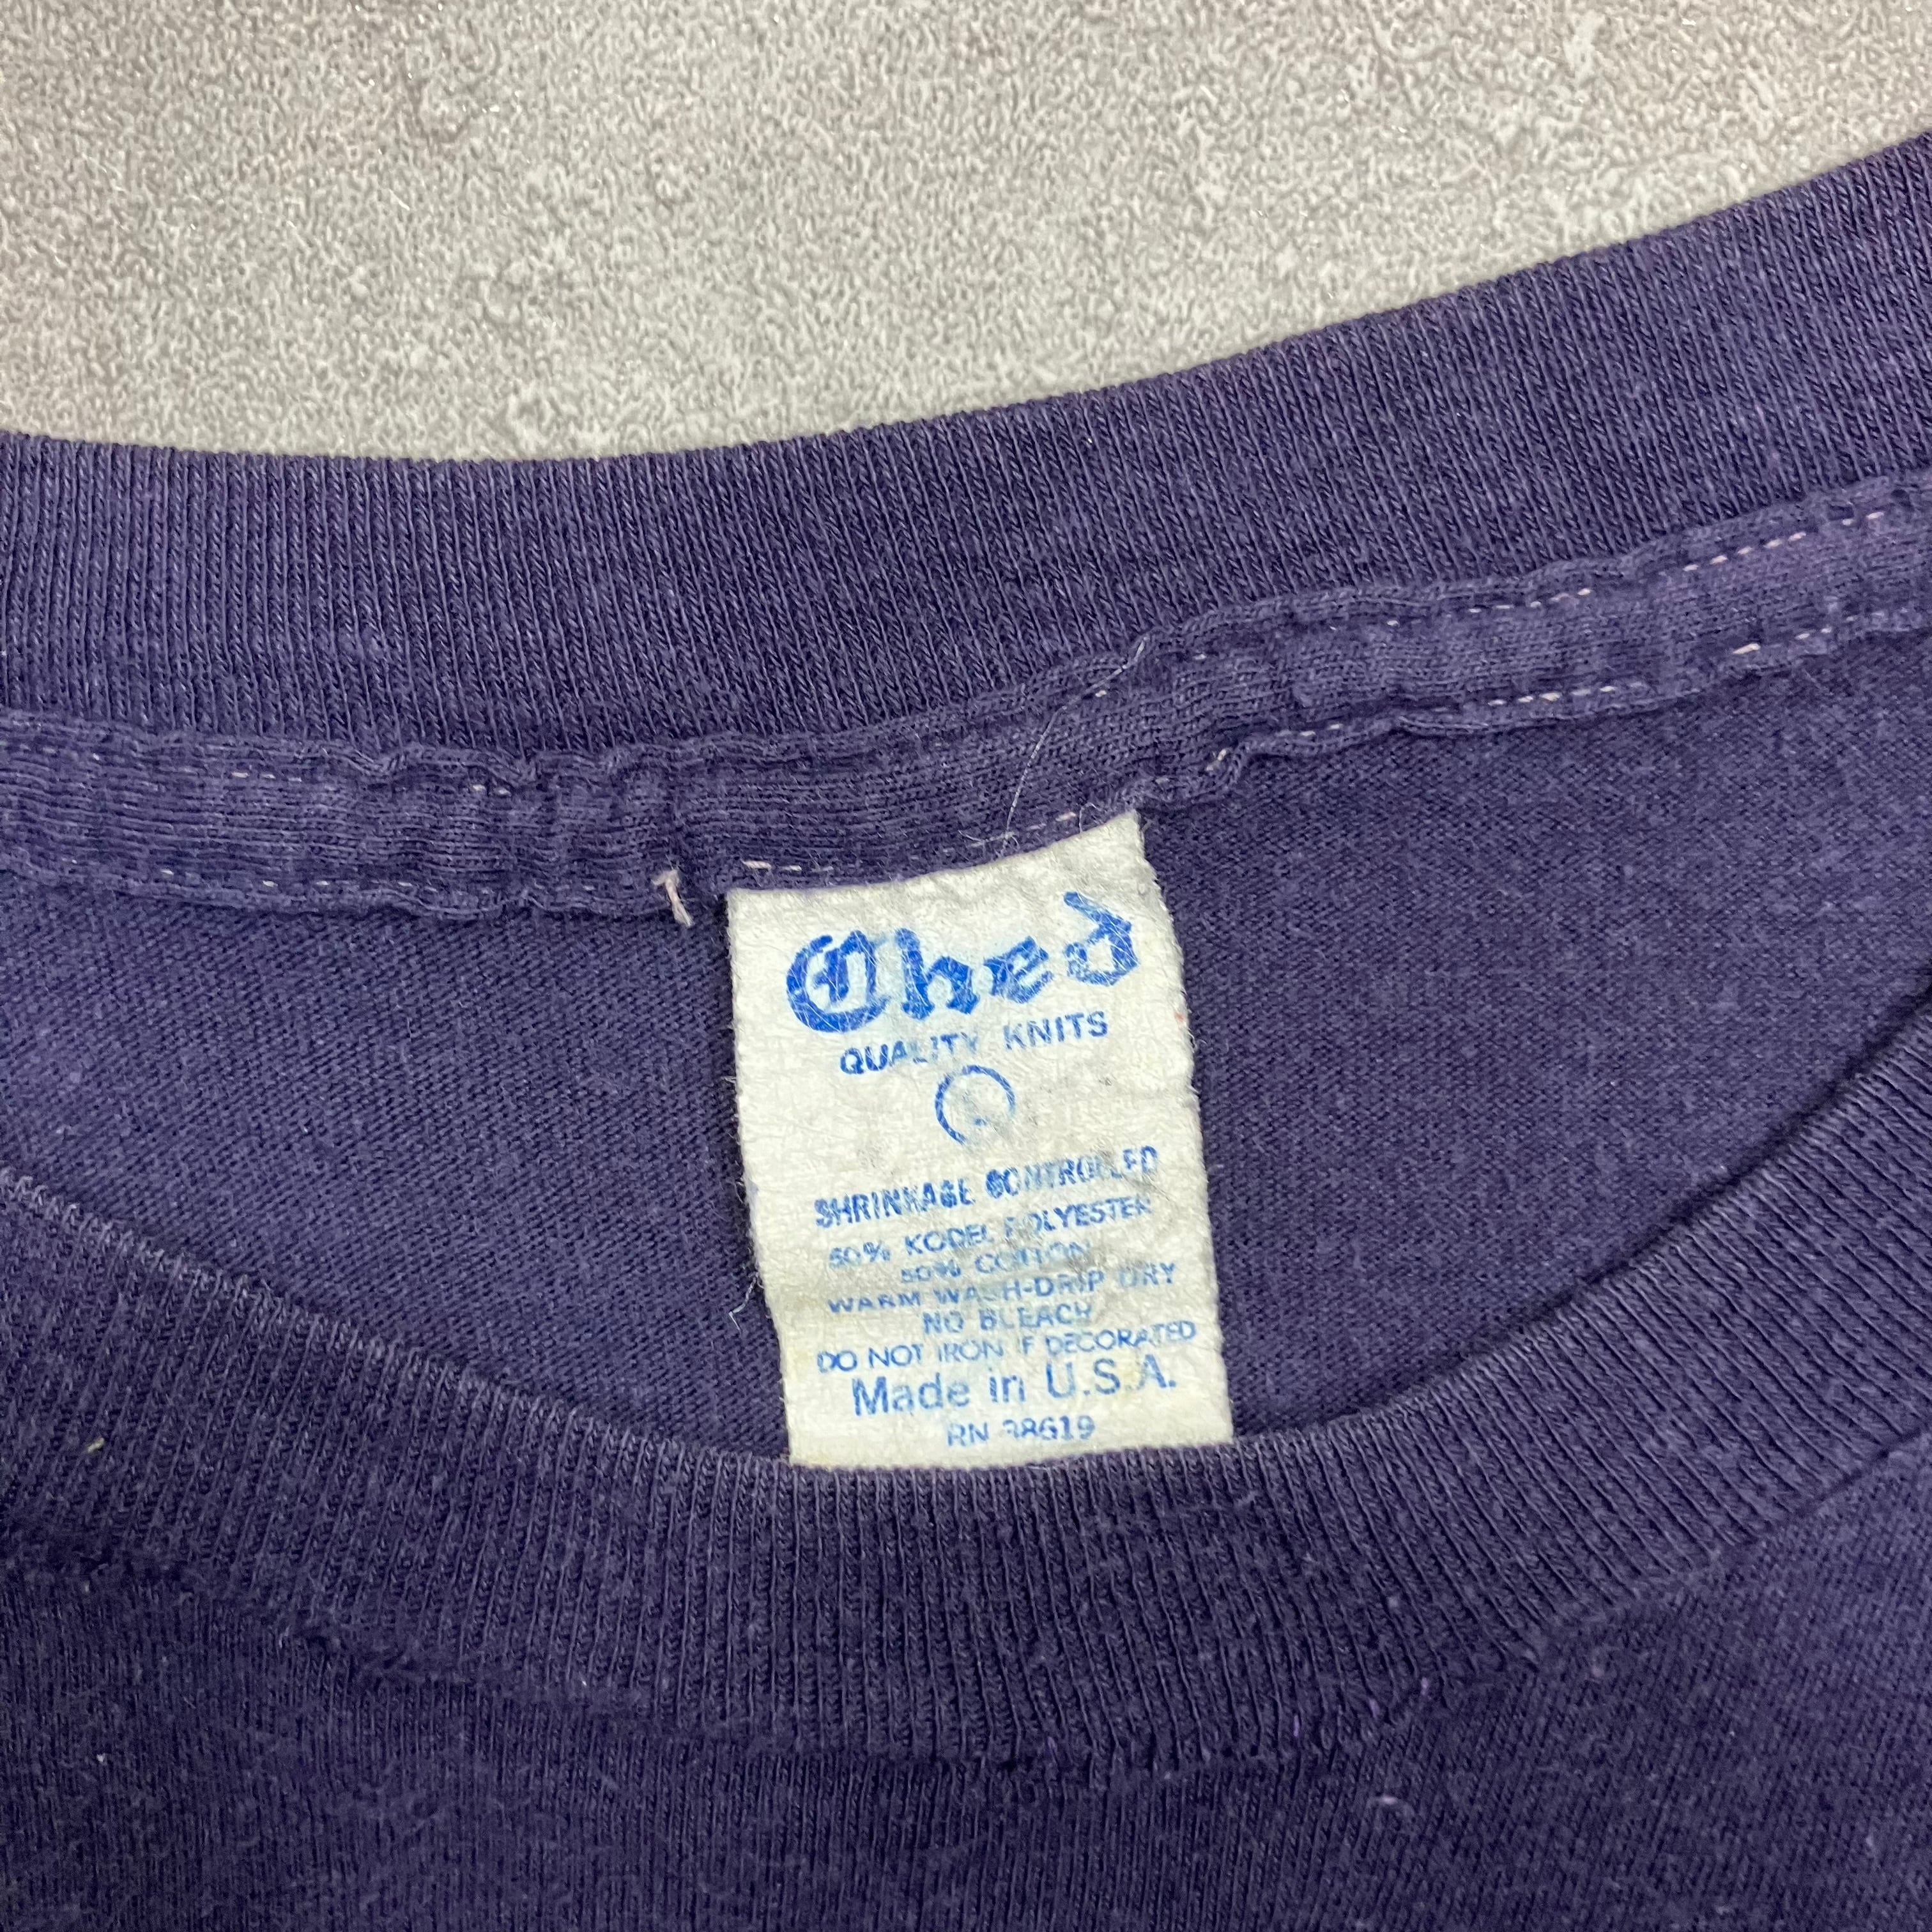 Ched
QUALITY KNITS
SHRINKAGE CONTROLLED
50% KODEL POLYESTER
50% COTTON
WARM WASH-DRIP DRY
NO BLEACH
DO NOT IRON IF DECORATED
Made in U.S.A.
RN 38619